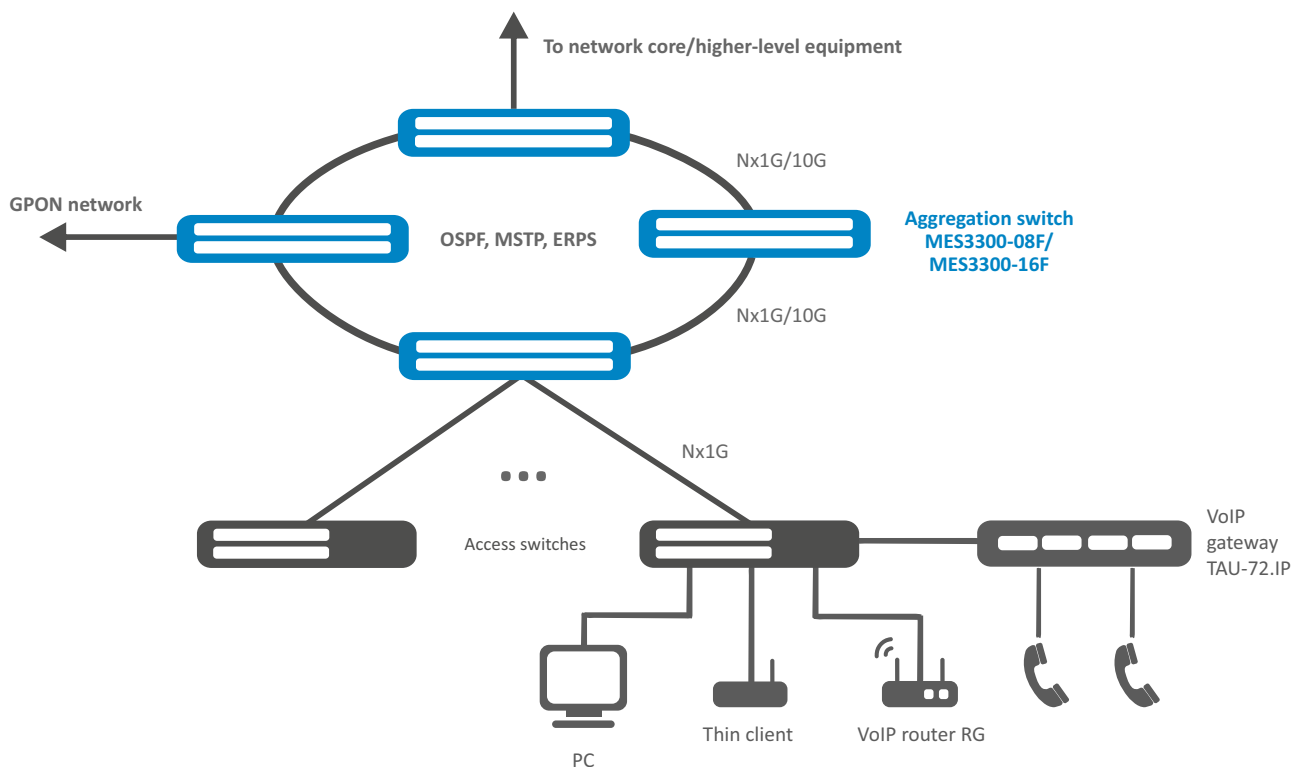 To network core/higher-level equipment
Nx1G/10G
GPON network
OSPF, MSTP, ERPS
Aggregation switch
MES3300-08F/
MES3300-16F
Nx1G/10G
Nx1G
Access switches
VoIP
gateway
TAU-72.IP
Thin client
VoIP router RG
PC